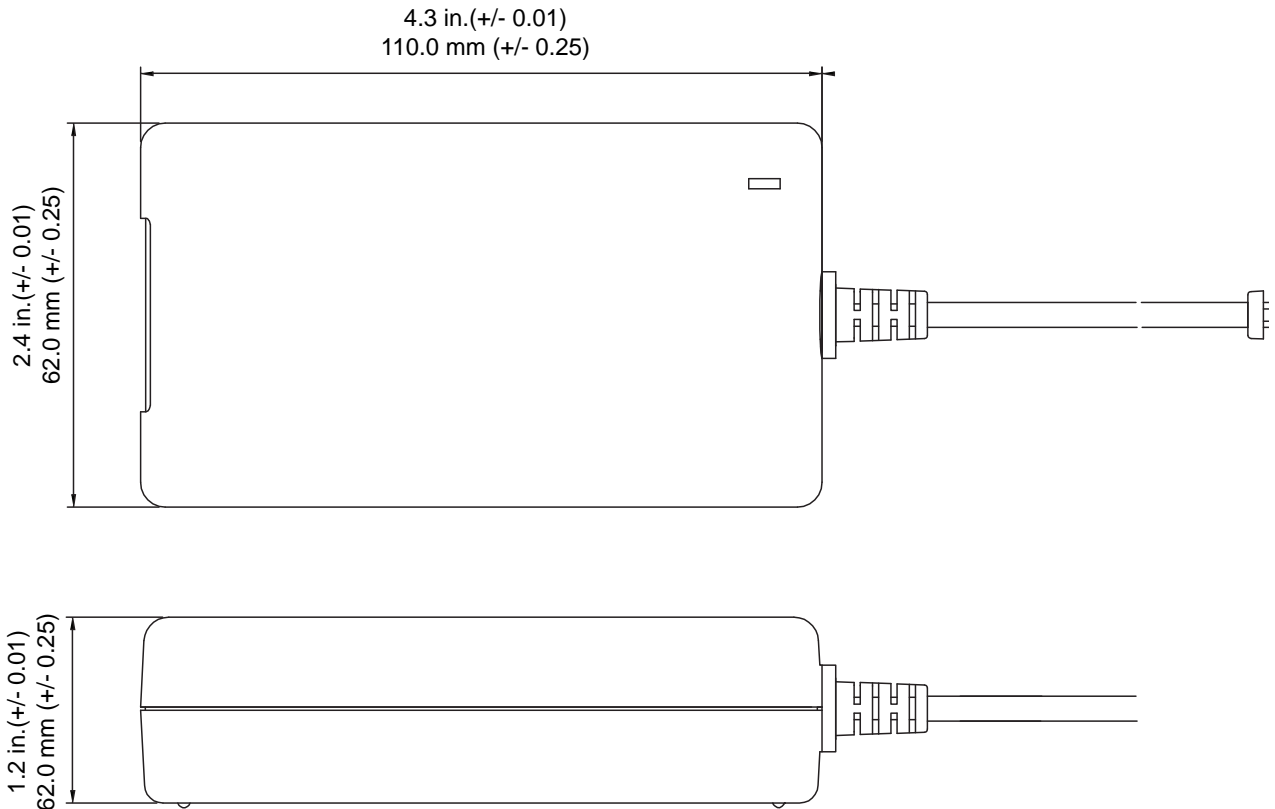 4.3 in.(+/- 0.01)
110.0 mm (+/- 0.25)
2.4 in.(+/- 0.01)
62.0 mm (+/- 0.25)
1.2 in.(+/- 0.01)
62.0 mm (+/- 0.25)